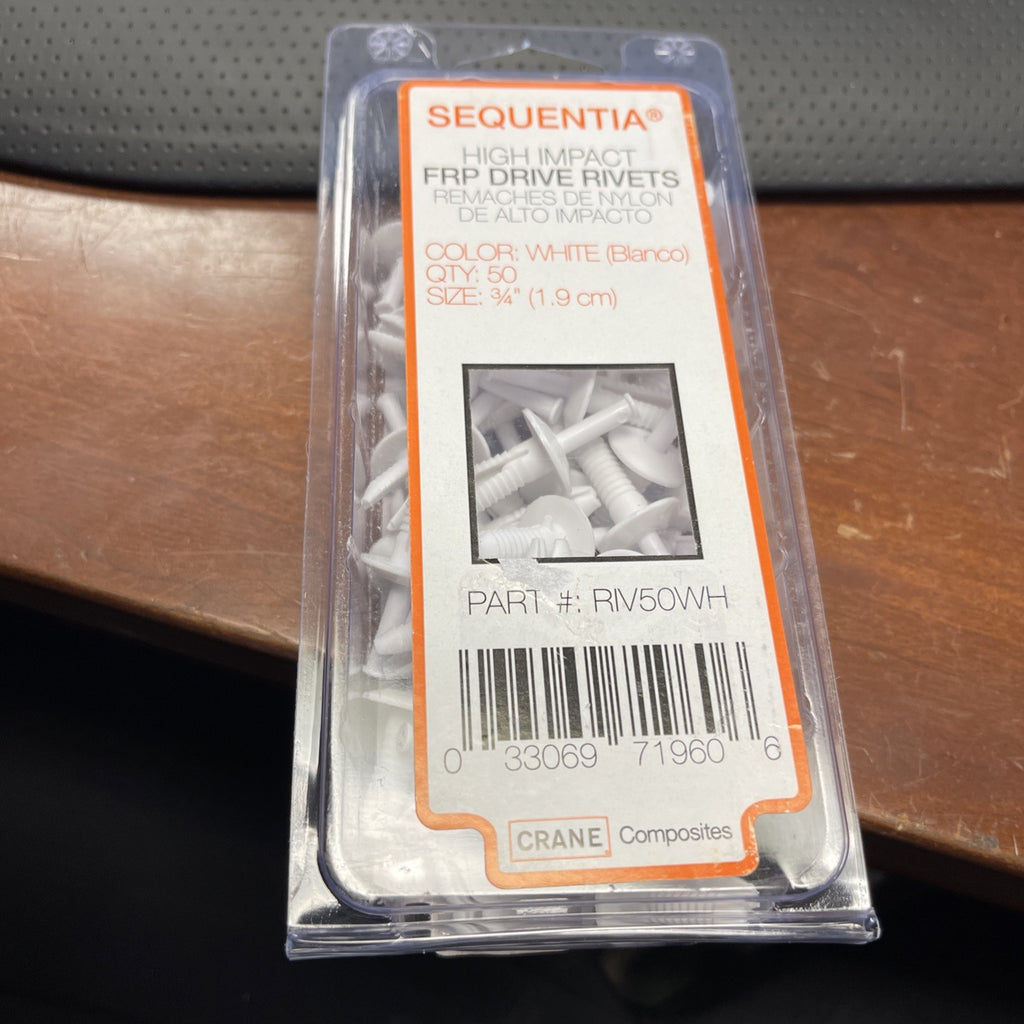 SEQUENTIA®
HIGH IMPACT
FRP DRIVE RIVETS
REMACHES DE NYLON
DE ALTO IMPACTO
COLOR: WHITE (Blanco)
QTY: 50
SIZE: ¾" (1.9 cm)
PART #: RIV50WH
0 33069 71960 6
CRANE Composites